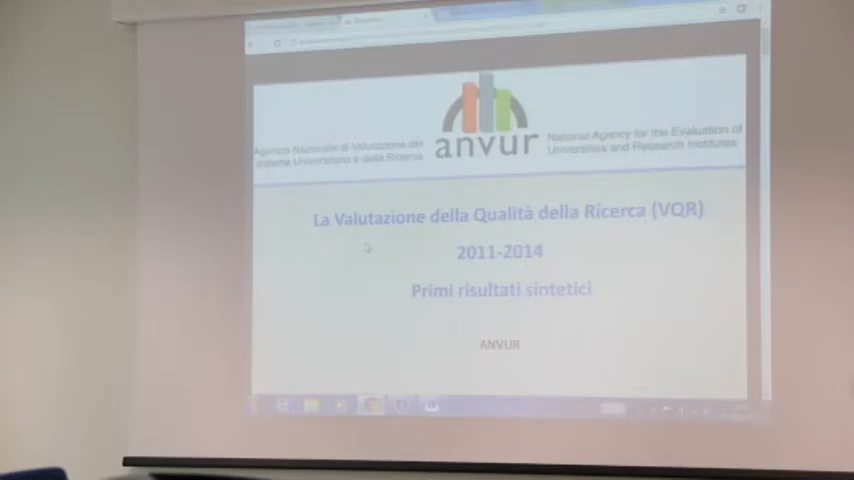 Agenzia Nazionale di Valutazione del
sistema Universitario e della Ricerca
anvur
National Agency for the Evaluation of
Universities and Research Institutes
La Valutazione della Qualità della Ricerca (VQR)
2011-2014
Primi risultati sintetici
ANVUR